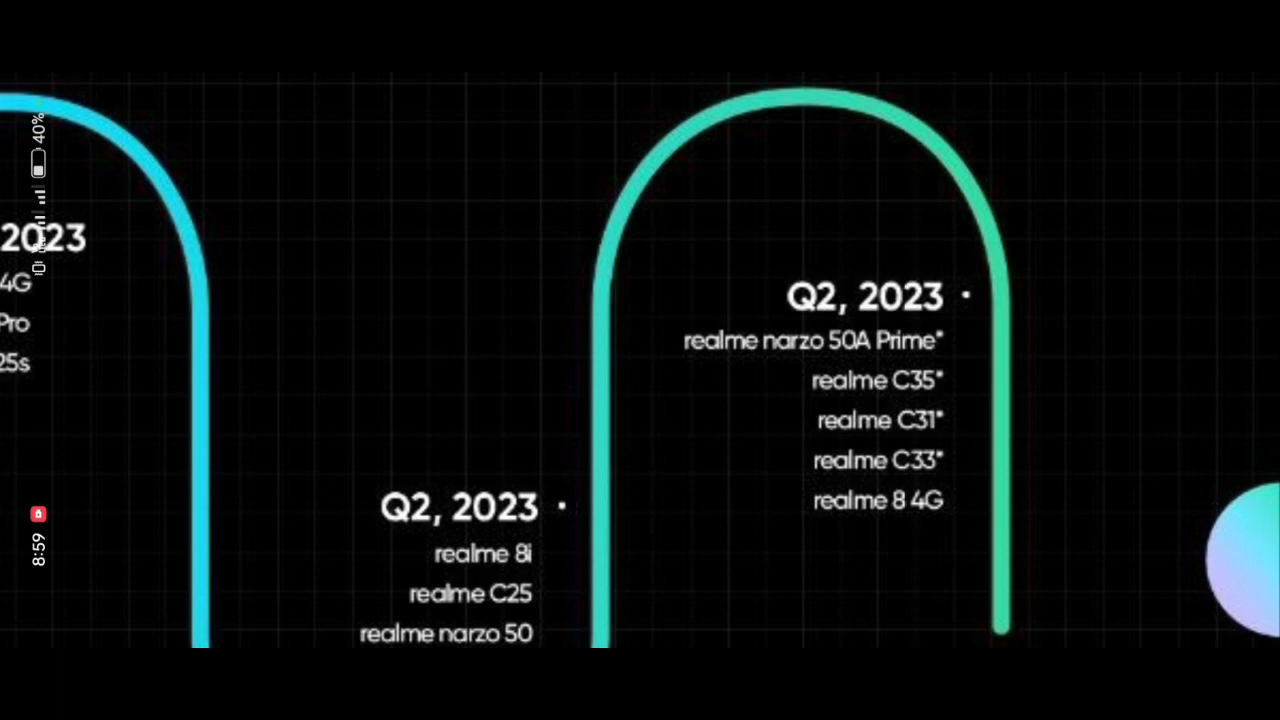 2023
4G
Pro
25s
Q2, 2023
realme 8i
realme C25
realme narzo 50
Q2, 2023
realme narzo 50A Prime*
realme C35*
realme C31*
realme C33*
realme 8 4G
8:59
40%